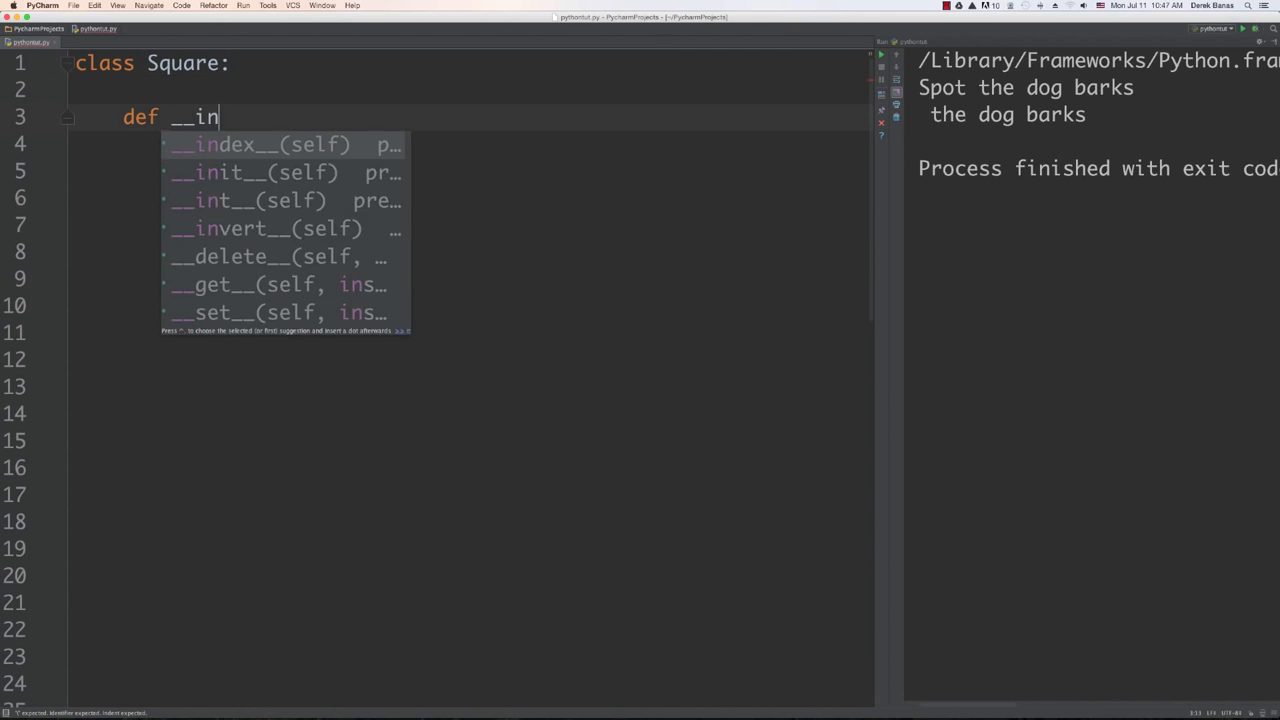 PyCharm File Edit View Navigate Code Refactor Run Tools VCS Window Help
10 Mon Jul 11 10:47 AM Derek Banas
pythontut.py - PycharmProjects - [~/PycharmProjects]
PycharmProjects pythontut.py pythontut
pythontut.py Run pythontut
1 class Square:
2
3 def __in
4
5
6
7
8
9
10
11
12
13
14
15
16
17
18
19
20
21
22
23
24
__index__(self) p…
__init__(self) pr…
__int__(self) pre…
__invert__(self) …
__delete__(self, …
__get__(self, ins…
__set__(self, ins…
Press ^. to choose the selected (or first) suggestion and insert a dot afterwards >>
/Library/Frameworks/Python.fra
Spot the dog barks
the dog barks
Process finished with exit cod
'(' expected. Identifier expected. Indent expected.
3:13 LF÷ UTF-8÷